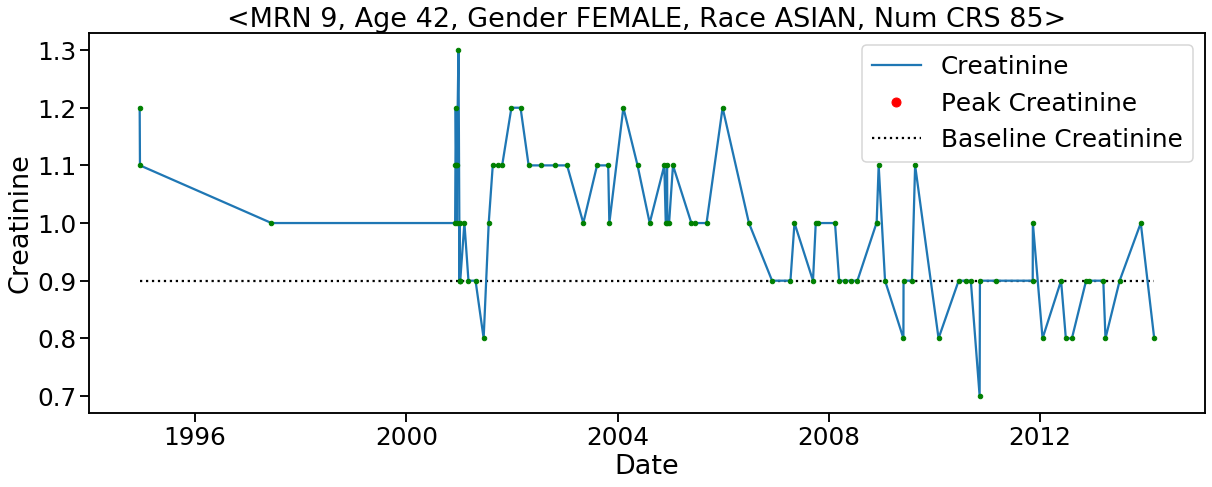 <MRN 9, Age 42, Gender FEMALE, Race ASIAN, Num CRS 85>
Creatinine
1.3
1.2
1.1
1.0
0.9
0.8
0.7
Creatinine
Peak Creatinine
Baseline Creatinine
1996
2000
2004
2008
2012
Date